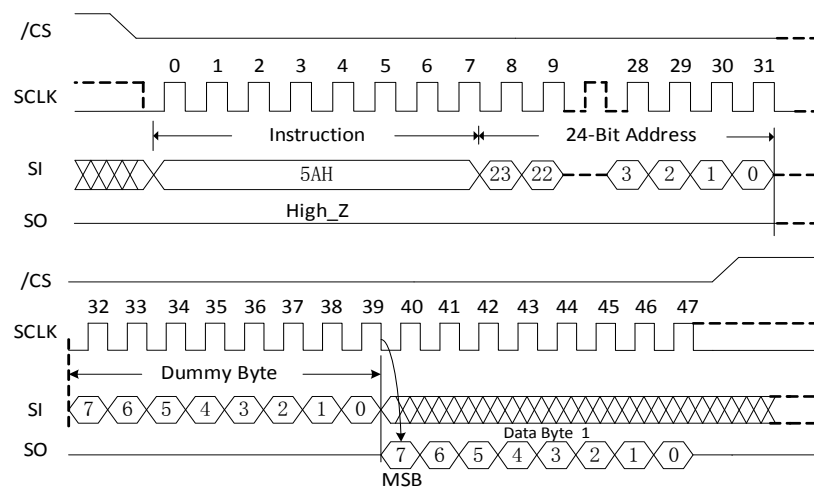 /CS
0 1 2 3 4 5 6 7 8 9 28 29 30 31
SCLK
Instruction 24-Bit Address
SI 5AH 23 22 3 2 1 0
High_Z
SO
/CS
32 33 34 35 36 37 38 39 40 41 42 43 44 45 46 47
SCLK
Dummy Byte
SI 7 6 5 4 3 2 1 0
Data Byte 1
SO 7 6 5 4 3 2 1 0
MSB